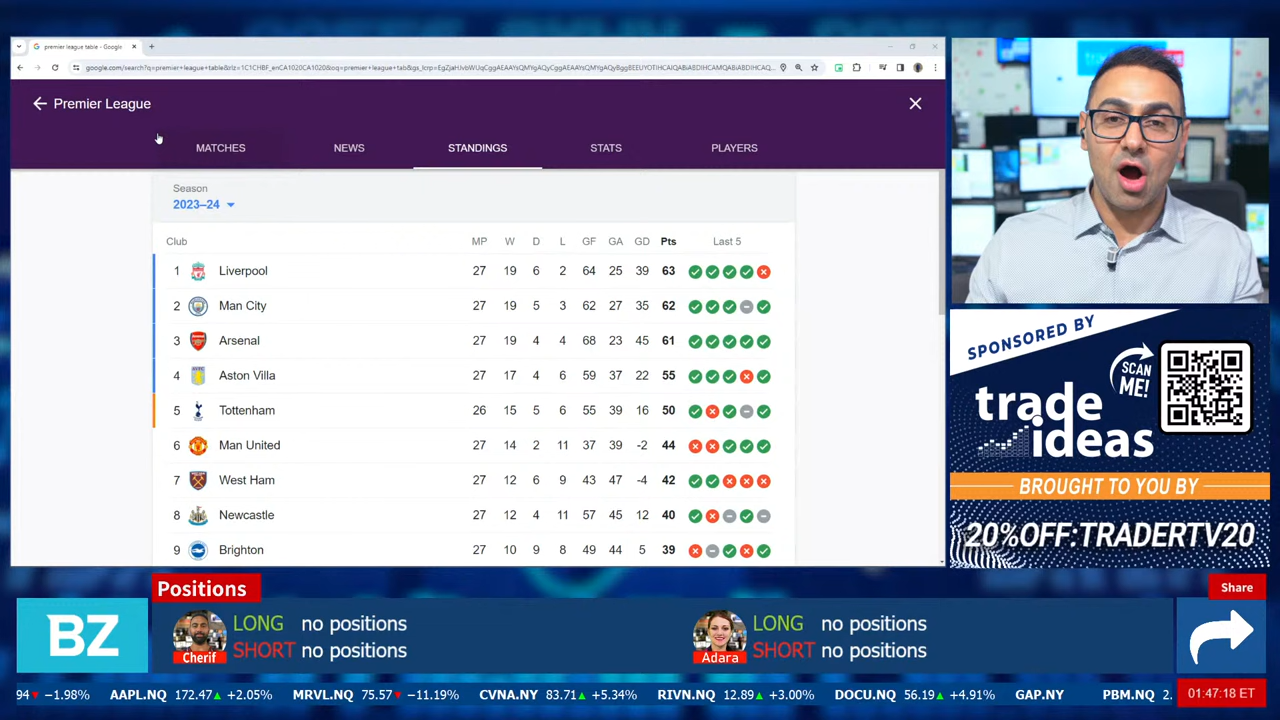 premier league table - Google
Premier League
MATCHES NEWS STANDINGS STATS PLAYERS
Season
2023–24
Club MP W D L GF GA GD Pts Last 5
1 Liverpool 27 19 6 2 64 25 39 63
2 Man City 27 19 5 3 62 27 35 62
3 Arsenal 27 19 4 4 68 23 45 61
4 Aston Villa 27 17 4 6 59 37 22 55
5 Tottenham 26 15 5 6 55 39 16 50
6 Man United 27 14 2 11 37 39 -2 44
7 West Ham 27 12 6 9 43 47 -4 42
8 Newcastle 27 12 4 11 57 45 12 40
9 Brighton 27 10 9 8 49 44 5 39
SPONSORED BY
SCAN
ME!
trade
ideas
BROUGHT TO YOU BY
20%OFF:TRADERTV20
Positions
Share
BZ
LONG no positions
SHORT no positions
Cherif
LONG no positions
SHORT no positions
Adara
94 −1.98% AAPL.NQ 172.47 +2.05% MRVL.NQ 75.57 −11.19% CVNA.NY 83.71 +5.34% RIVN.NQ 12.89 +3.00% DOCU.NQ 56.19 +4.91% GAP.NY PBM.NQ 2.
01:47:18 ET